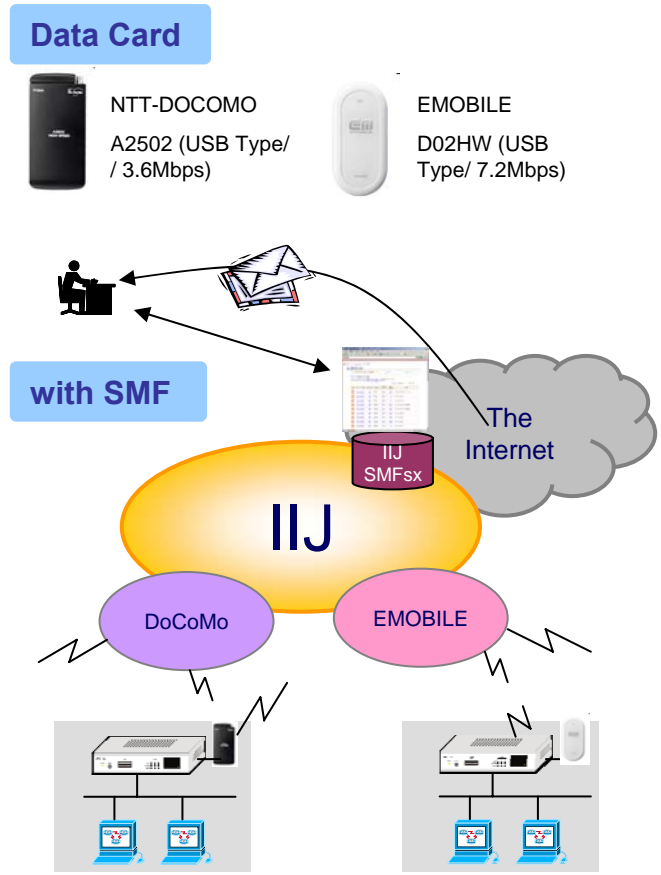 Data Card
NTT-DOCOMO
A2502 (USB Type/
/ 3.6Mbps)
EM
EMOBILE
D02HW (USB
Type/ 7.2Mbps)
with SMF
The
Internet
IIJ
SMFsx
IIJ
DoCoMo
EMOBILE